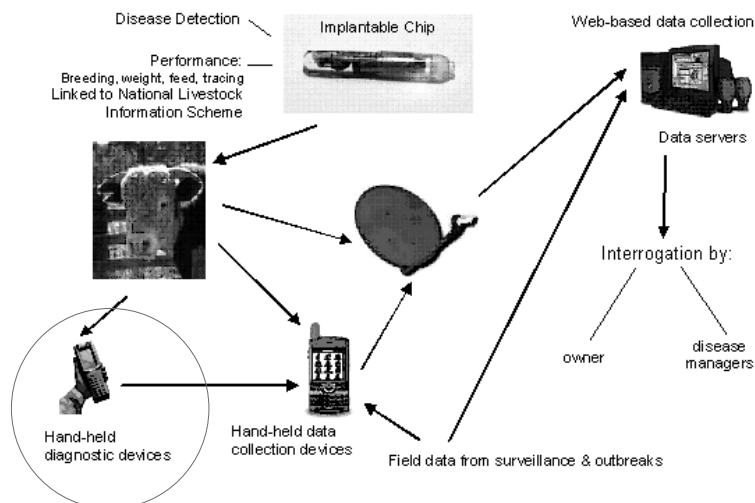 Disease Detection
Implantable Chip
Web-based data collection
Performance:
Breeding, weight, feed, tracing
Linked to National Livestock
Information Scheme
Data servers
Interrogation by:
owner
disease
managers
Hand-held
diagnostic devices
Hand-held data
collection devices
Field data from surveillance & outbreaks